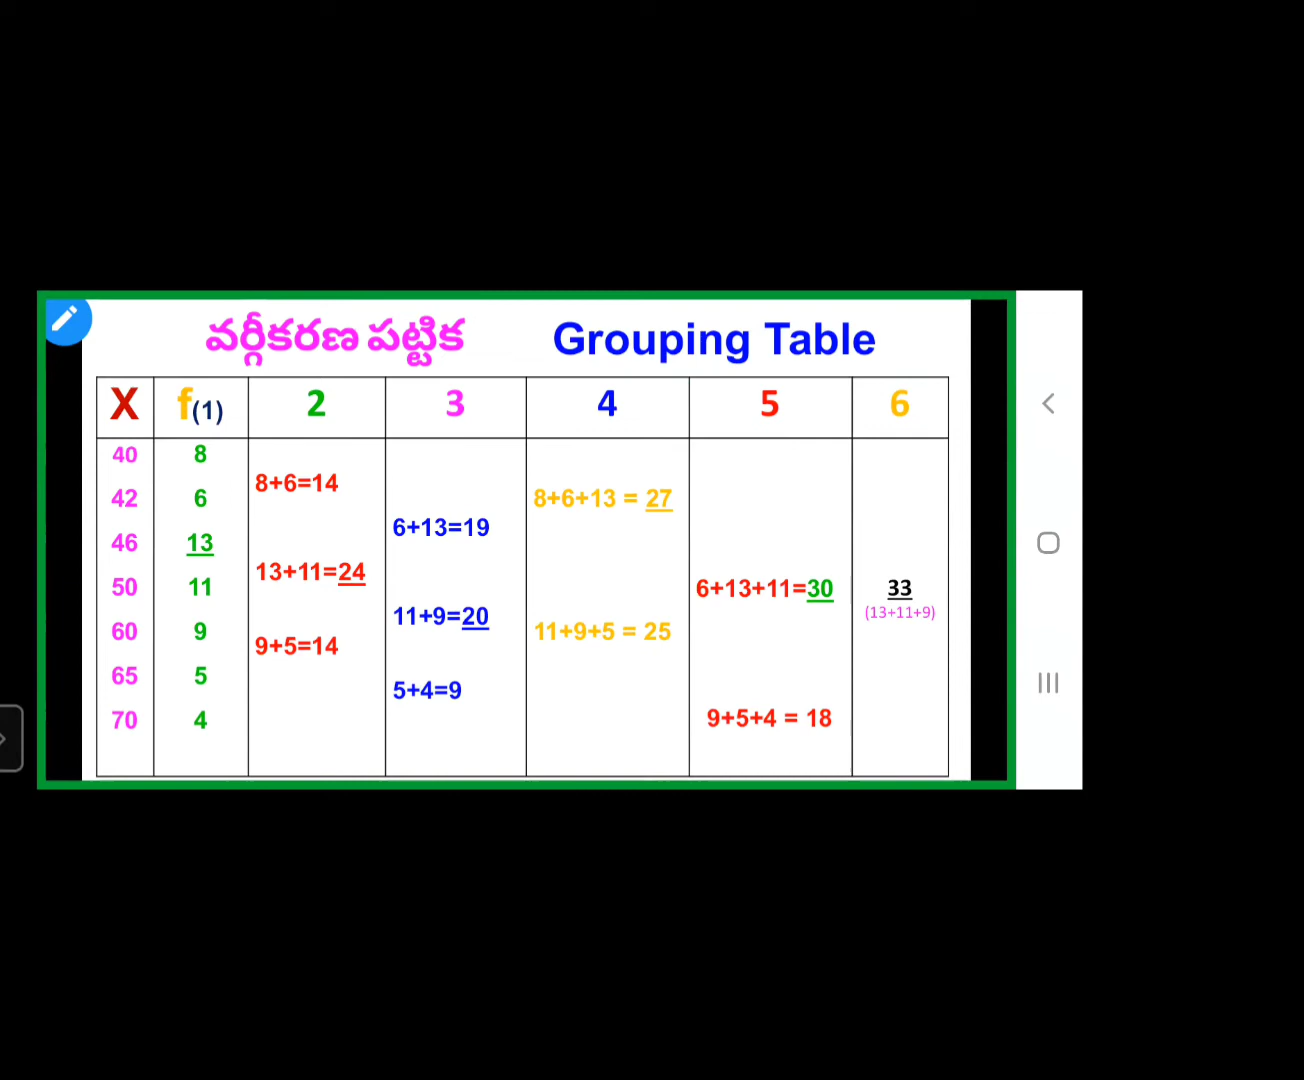 వర్గీకరణ పట్టిక Grouping Table
X f(1) 2 3 4 5 6
40 8
8+6=14
42 6 8+6+13 = 27
6+13=19
46 13
13+11=24
50 11 6+13+11=30 33
(13+11+9)
11+9=20
60 9 11+9+5 = 25
9+5=14
65 5
5+4=9
70 4 9+5+4 = 18